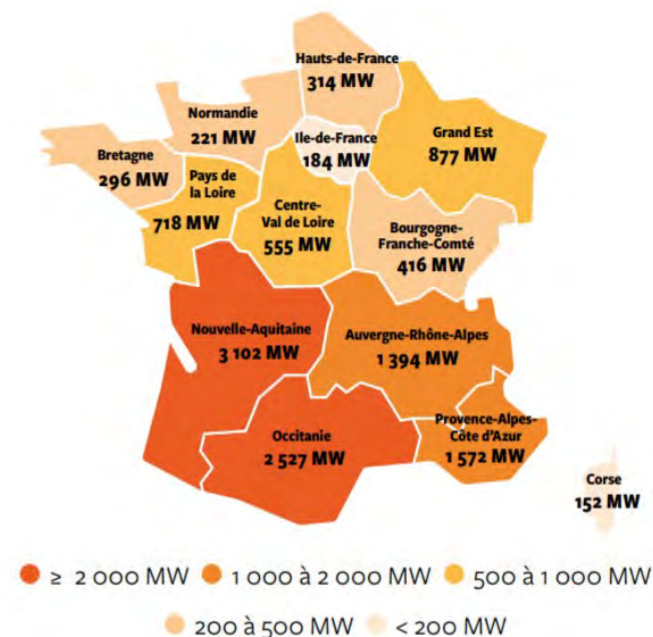 Hauts-de-France
314 MW
Normandie
221 MW
Ile-de-France
184 MW
Grand Est
877 MW
Bretagne
296 MW
Pays de
la Loire
718 MW
Centre-
Val de Loire
555 MW
Bourgogne-
Franche-Comté
416 MW
Nouvelle-Aquitaine
3 102 MW
Auvergne-Rhône-Alpes
1 394 MW
Occitanie
2 527 MW
Provence-Alpes-
Côte d'Azur
1 572 MW
Corse
152 MW
≥ 2 000 MW 1 000 à 2 000 MW 500 à 1 000 MW
200 à 500 MW < 200 MW